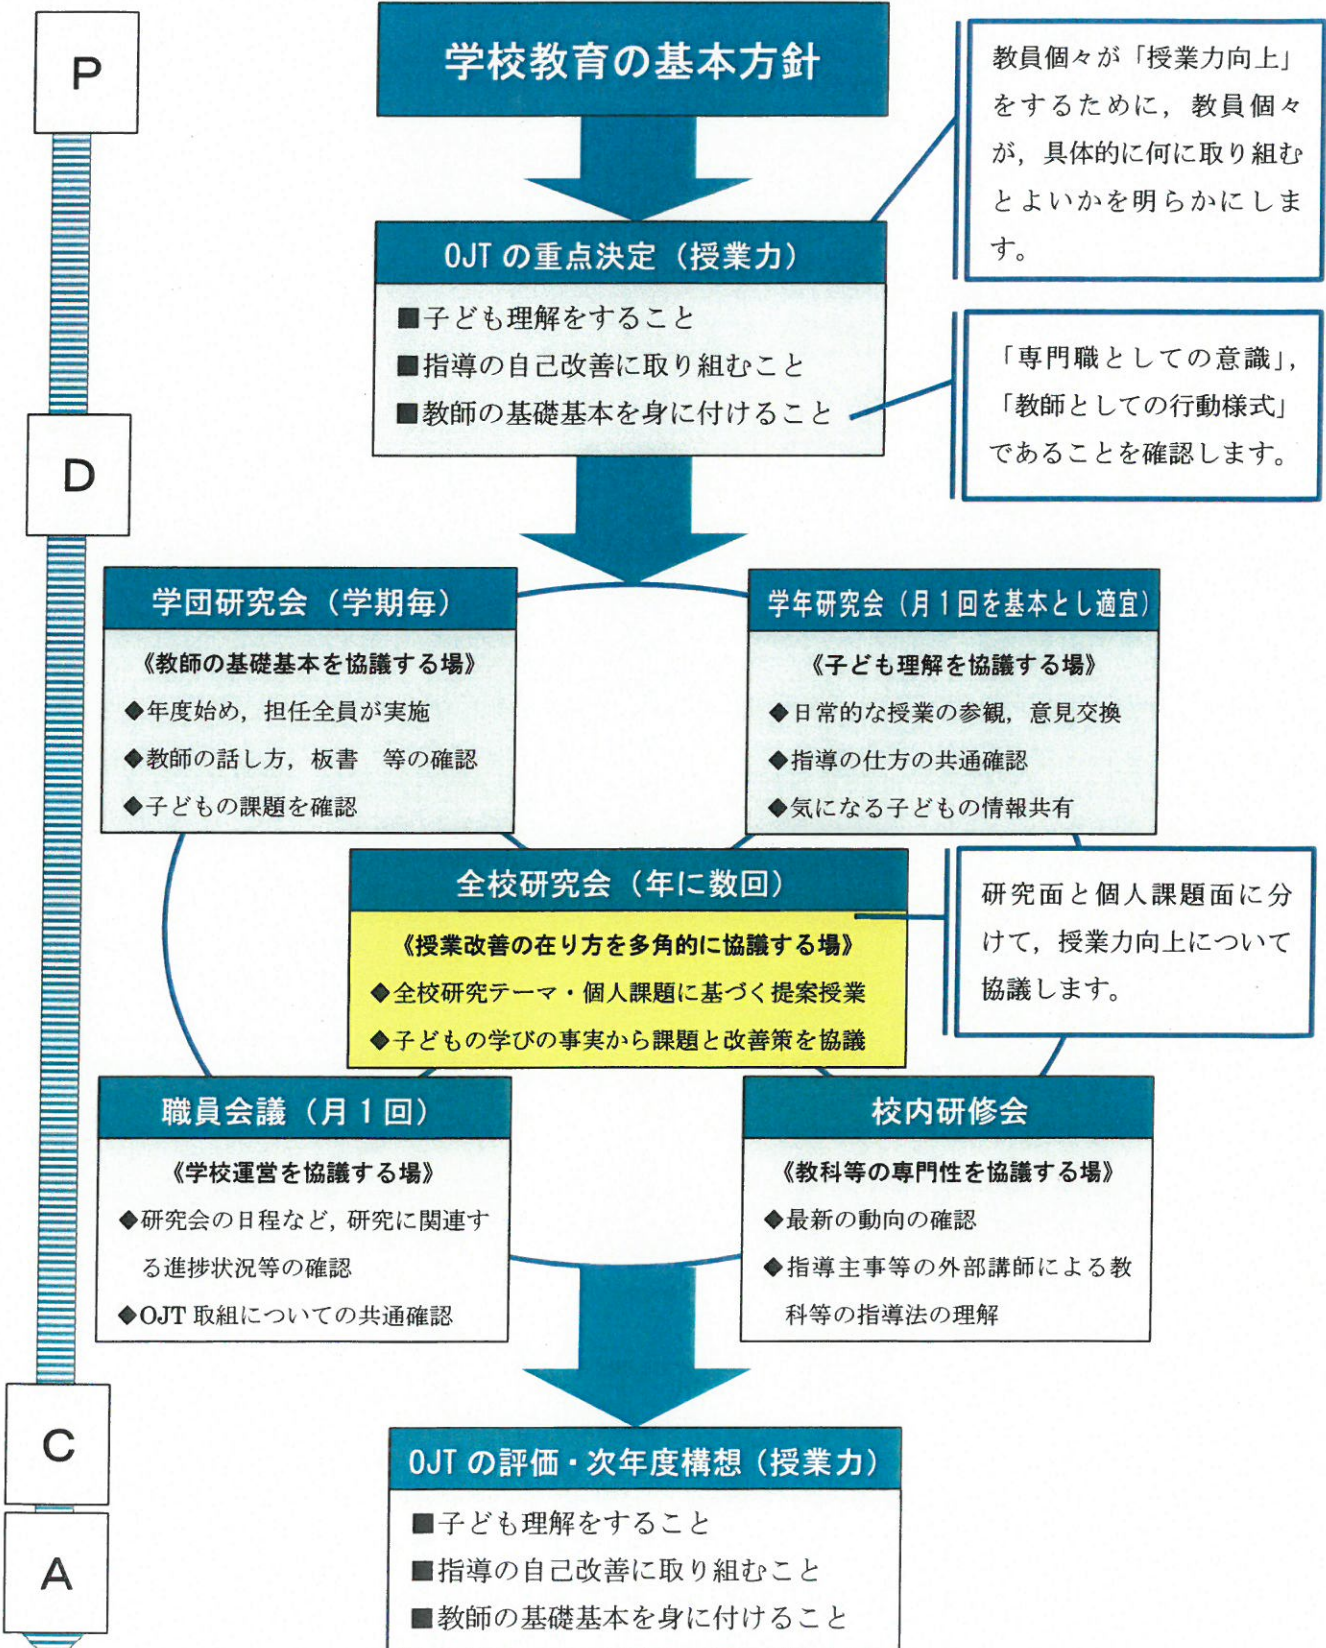 P
学校教育の基本方針
教員個々が「授業力向上」
をするために，教員個々
が，具体的に何に取り組む
とよいかを明らかにしま
す。
OJT の重点決定（授業力）
■子ども理解をすること
■指導の自己改善に取り組むこと
■教師の基礎基本を身に付けること
「専門職としての意識」，
「教師としての行動様式」
であることを確認します。
D
学団研究会（学期毎）
《教師の基礎基本を協議する場》
◆年度始め，担任全員が実施
◆教師の話し方，板書　等の確認
◆子どもの課題を確認
学年研究会（月１回を基本とし適宜）
《子ども理解を協議する場》
◆日常的な授業の参観，意見交換
◆指導の仕方の共通確認
◆気になる子どもの情報共有
全校研究会（年に数回）
《授業改善の在り方を多角的に協議する場》
◆全校研究テーマ・個人課題に基づく提案授業
◆子どもの学びの事実から課題と改善策を協議
研究面と個人課題面に分
けて，授業力向上について
協議します。
職員会議（月１回）
《学校運営を協議する場》
◆研究会の日程など，研究に関連す
る進捗状況等の確認
◆OJT 取組についての共通確認
校内研修会
《教科等の専門性を協議する場》
◆最新の動向の確認
◆指導主事等の外部講師による教
科等の指導法の理解
C
OJT の評価・次年度構想（授業力）
■子ども理解をすること
■指導の自己改善に取り組むこと
■教師の基礎基本を身に付けること
A